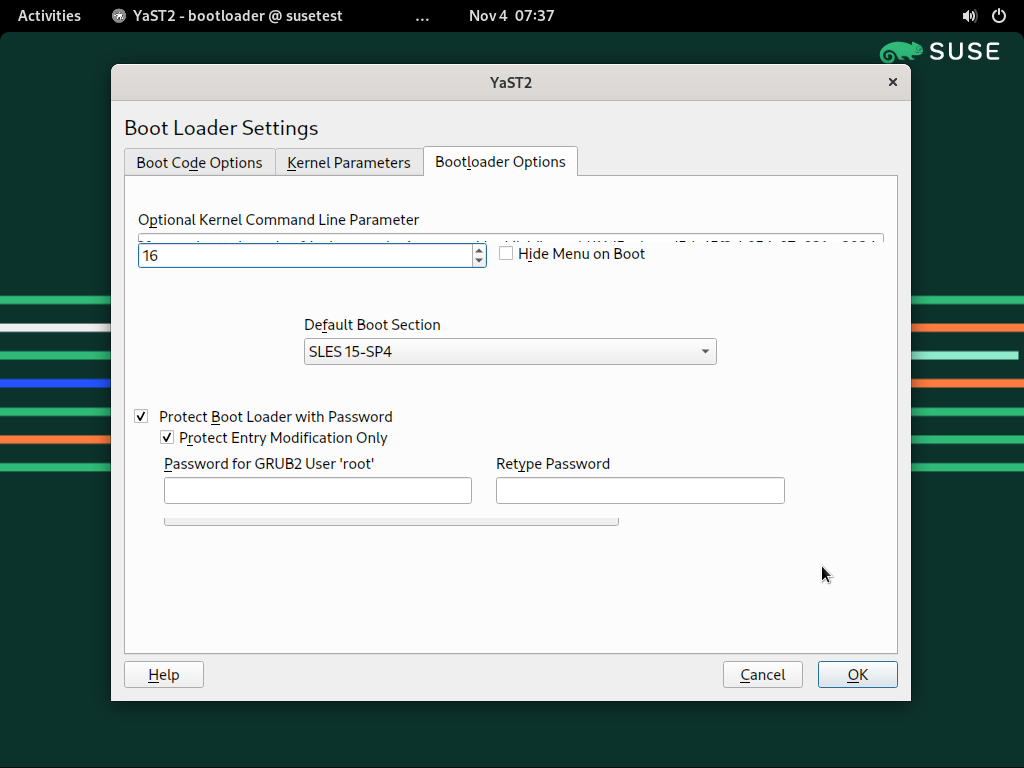 Activities YaST2 - bootloader @ susetest ... Nov 4 07:37
SUSE
YaST2
Boot Loader Settings
Boot Code Options Kernel Parameters Bootloader Options
Optional Kernel Command Line Parameter
16 Hide Menu on Boot
Default Boot Section
SLES 15-SP4
Protect Boot Loader with Password
Protect Entry Modification Only
Password for GRUB2 User 'root' Retype Password
Help Cancel OK